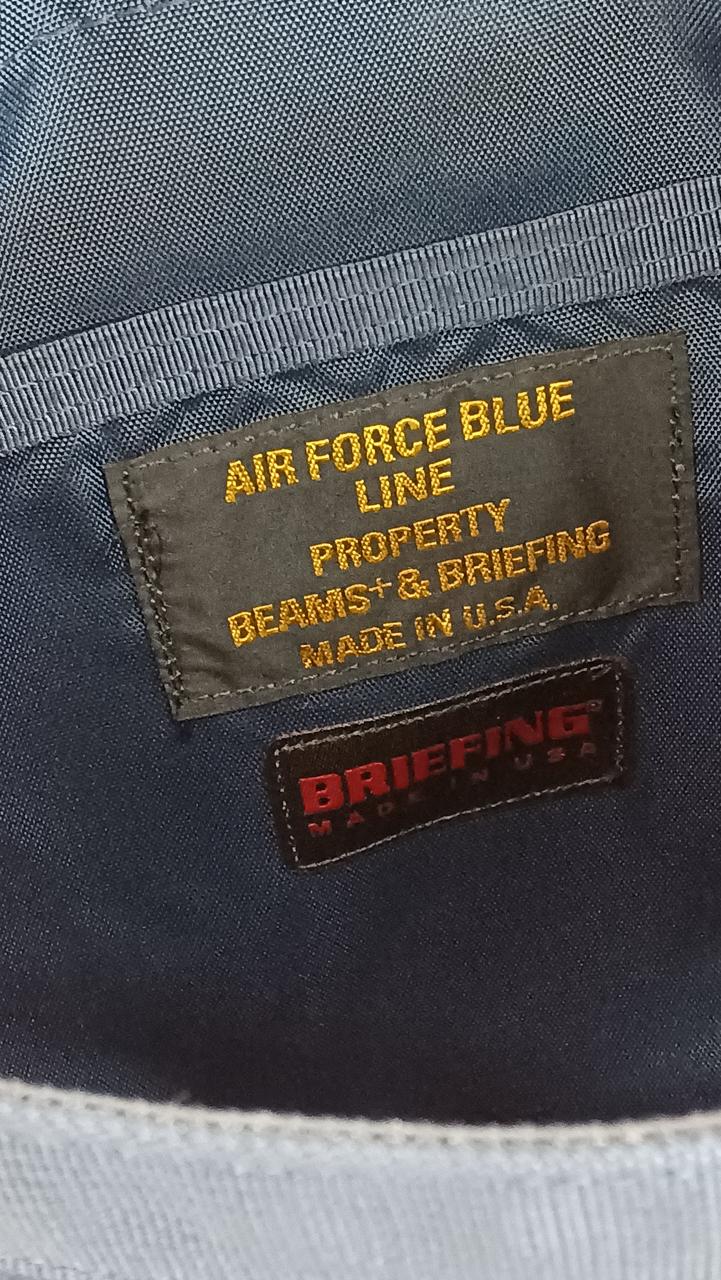 AIR FORCE BLUE
LINE
PROPERTY
BEAMS+ & BRIEFING
MADE IN U.S.A.
BRIEFING®
MADE IN USA